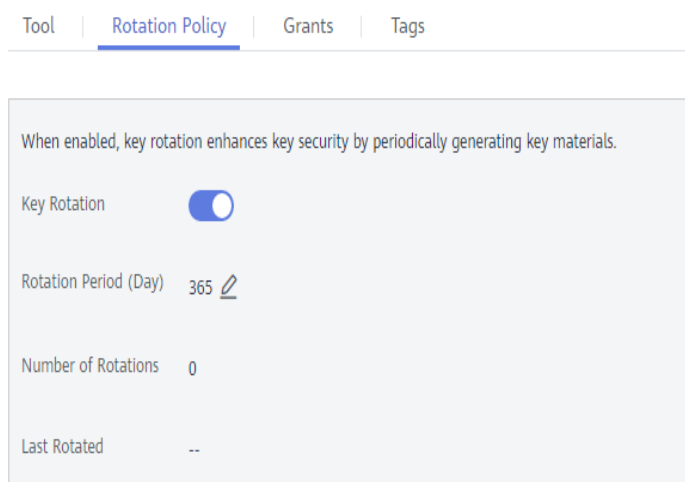 Tool Rotation Policy Grants Tags
When enabled, key rotation enhances key security by periodically generating key materials.
Key Rotation
Rotation Period (Day) 365
Number of Rotations 0
Last Rotated --